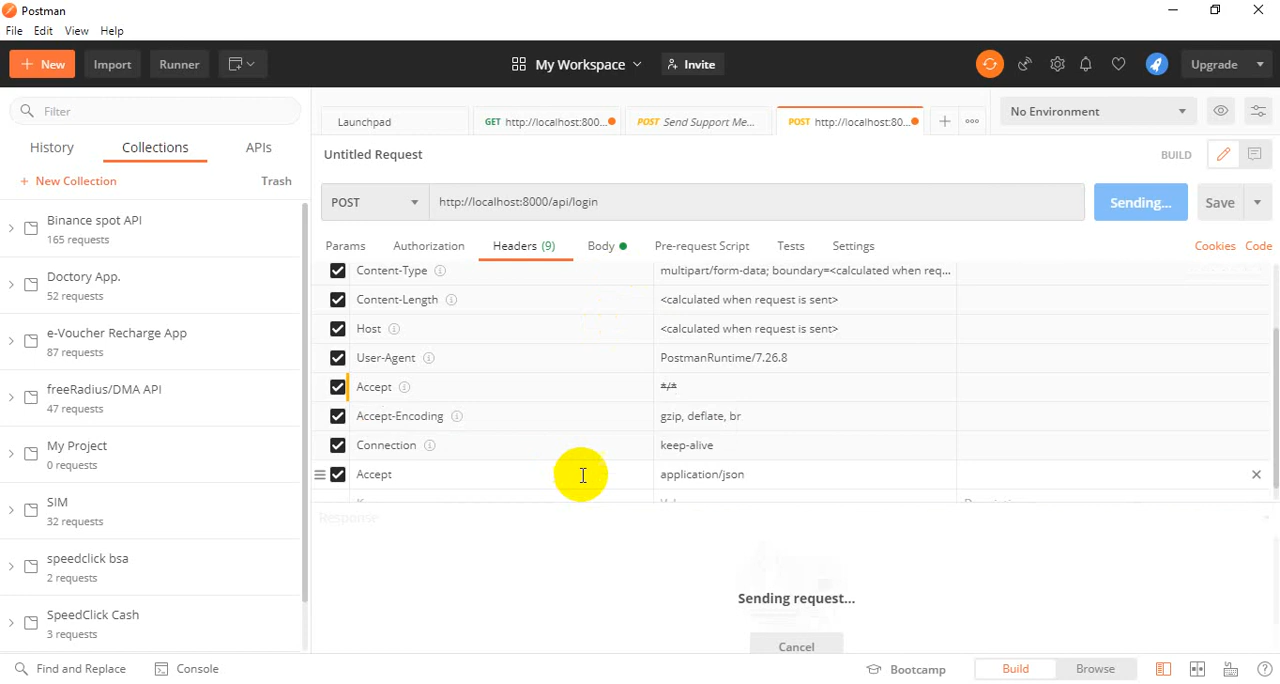 Postman
File Edit View Help
New Import Runner My Workspace Invite Upgrade
Filter
History Collections APIs
New Collection Trash
Binance spot API
165 requests
Doctory App.
52 requests
e-Voucher Recharge App
87 requests
freeRadius/DMA API
47 requests
My Project
0 requests
SIM
32 requests
speedclick bsa
2 requests
SpeedClick Cash
3 requests
Launchpad GET http://localhost:800... POST Send Support Me... POST http://localhost:80... No Environment
Untitled Request BUILD
POST http://localhost:8000/api/login Sending... Save
Params Authorization Headers (9) Body Pre-request Script Tests Settings Cookies Code
Content-Type multipart/form-data; boundary=<calculated when req...
Content-Length <calculated when request is sent>
Host <calculated when request is sent>
User-Agent PostmanRuntime/7.26.8
Accept */*
Accept-Encoding gzip, deflate, br
Connection keep-alive
Accept application/json
Response
Sending request...
Cancel
Find and Replace Console Bootcamp Build Browse